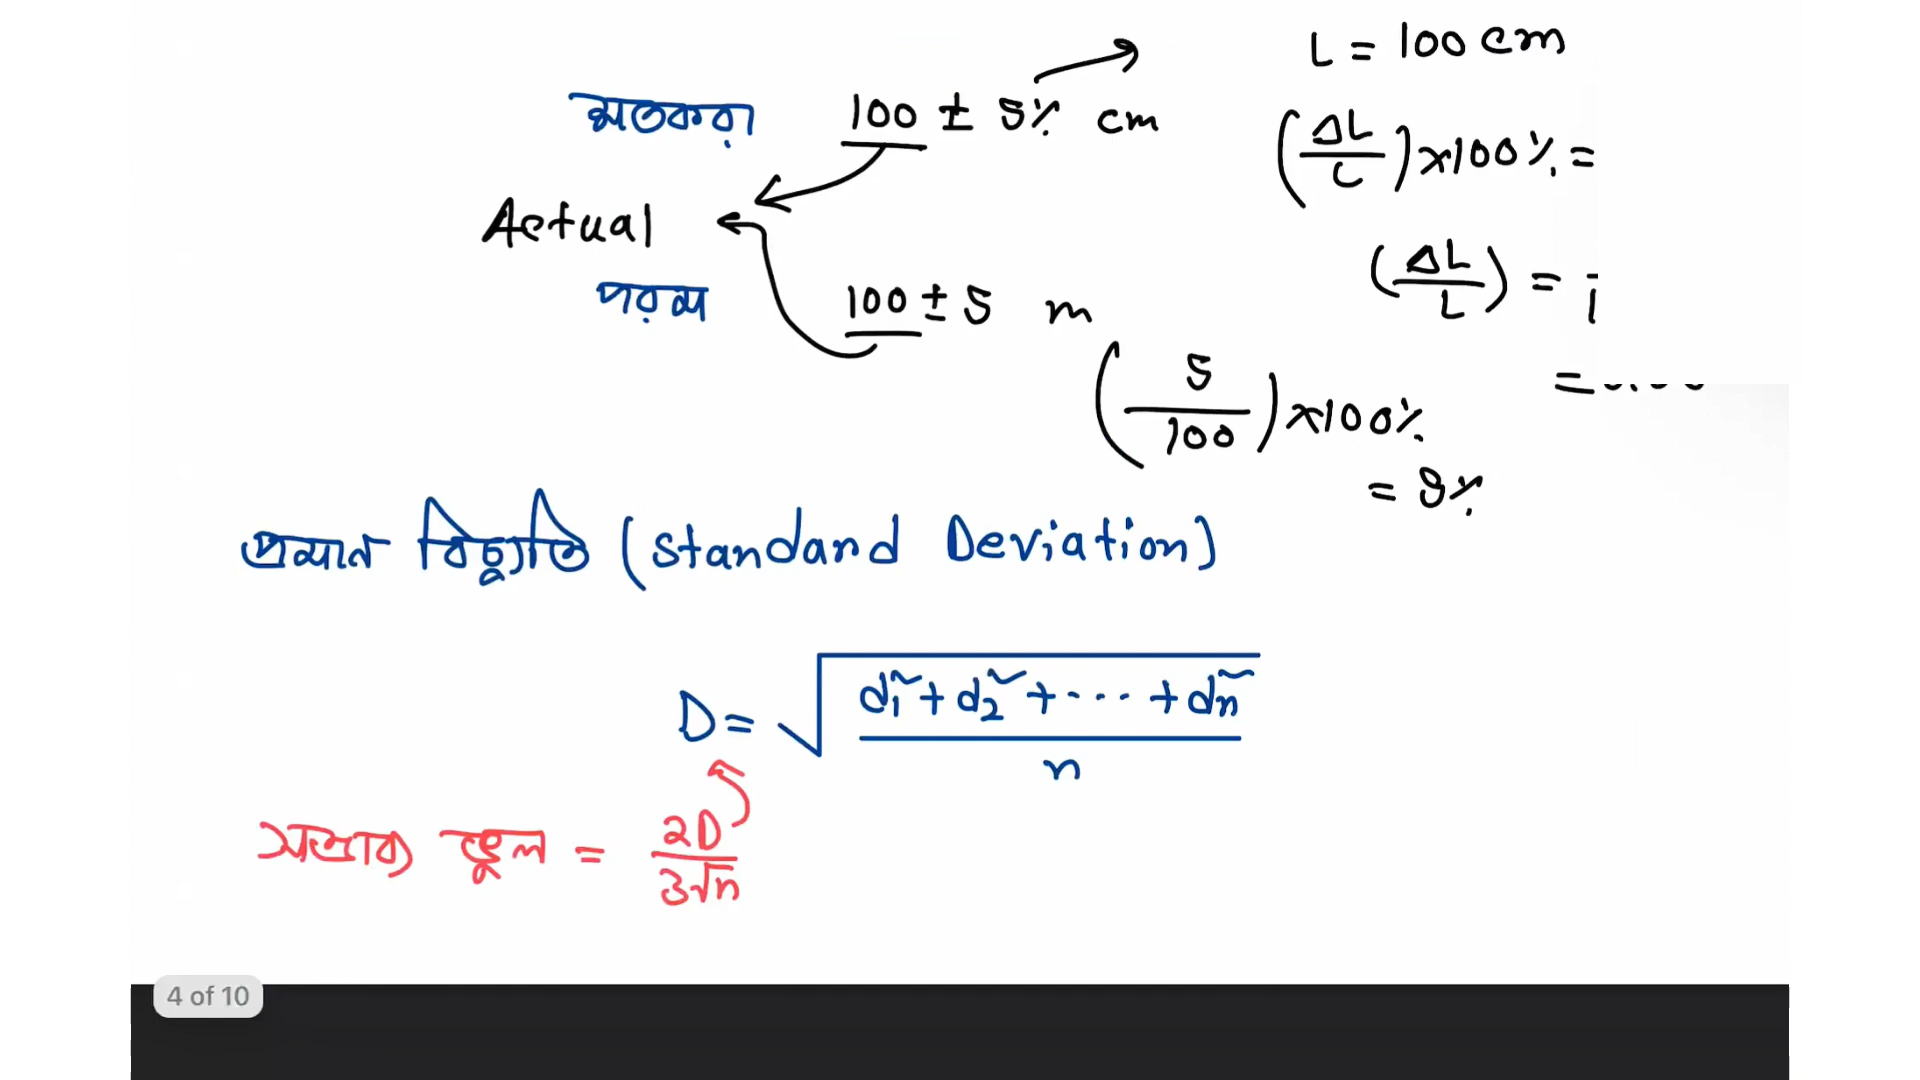 L = 100 cm
শতকরা 100 ± 5% cm
(ΔL/L) × 100% =
Actual
(ΔL/L) =
পরম 100 ± 5 m
(5/100) × 100%
= 5%
প্রমান বিচ্যুতি (Standard Deviation)
D = √((d₁² + d₂² + ··· + dₙ²)/n)
সম্ভাব্য ভুল = 2D/3√n
4 of 10